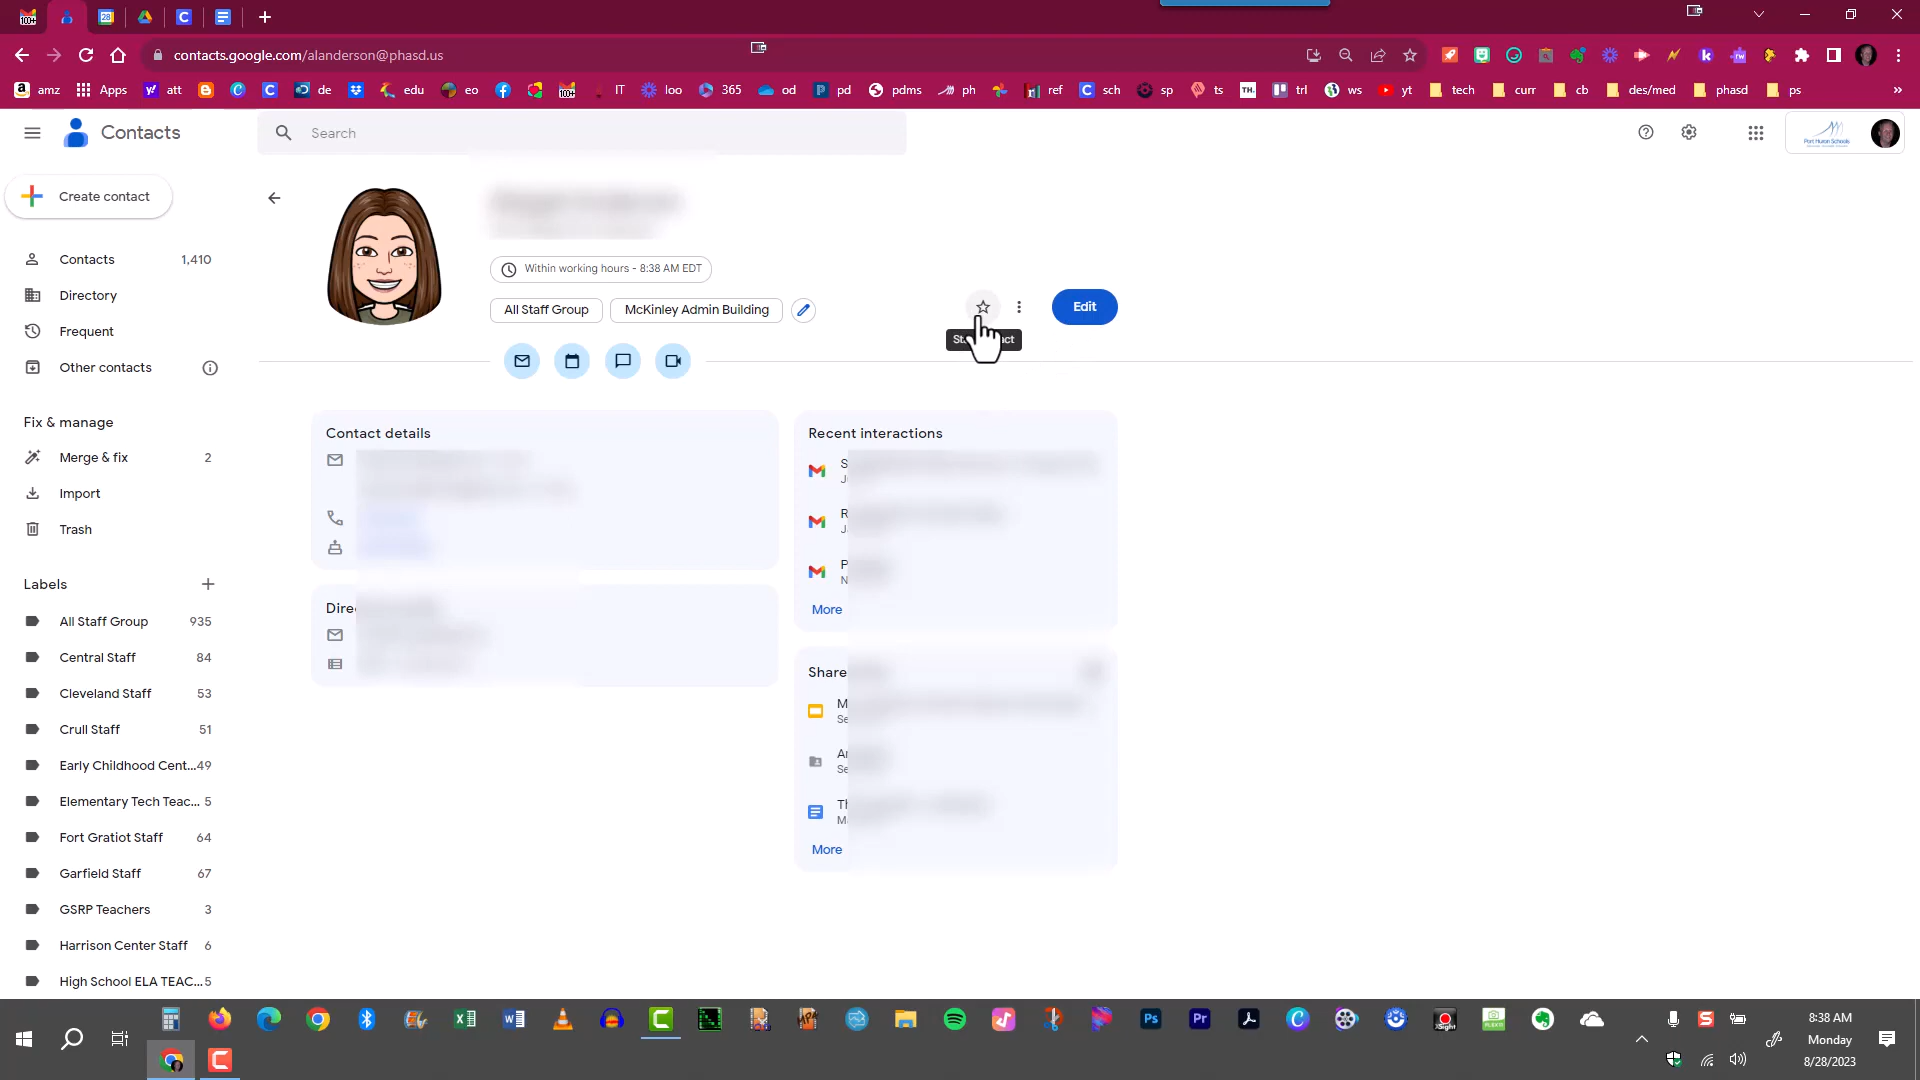 contacts.google.com/alanderson@phasd.us
amz
Apps
att
de
edu
eo
IT
loo
365
od
pd
pdms
ph
ref
sch
sp
ts
trl
ws
yt
tech
curr
cb
des/med
phasd
ps
»
Contacts
Search
Port Huron Schools
Create contact
Within working hours - 8:38 AM EDT
All Staff Group
McKinley Admin Building
Edit
Contacts 1,410
Directory
Frequent
Other contacts
Fix & manage
Merge & fix 2
Import
Trash
Labels
All Staff Group 935
Central Staff 84
Cleveland Staff 53
Crull Staff 51
Early Childhood Cent... 49
Elementary Tech Teac... 5
Fort Gratiot Staff 64
Garfield Staff 67
GSRP Teachers 3
Harrison Center Staff 6
High School ELA TEAC... 5
Contact details
Recent interactions
More
More
8:38 AM
Monday
8/28/2023